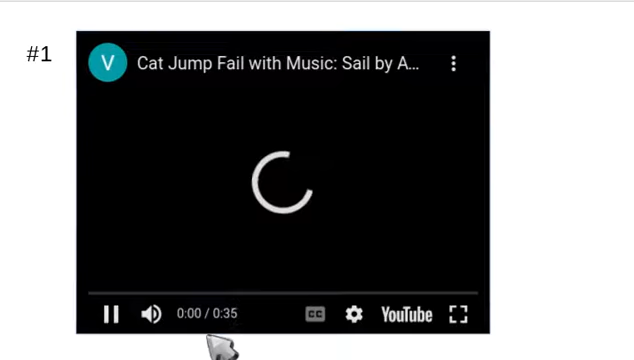 #1
V
Cat Jump Fail with Music: Sail by A...
0:00 / 0:35
CC
YouTube